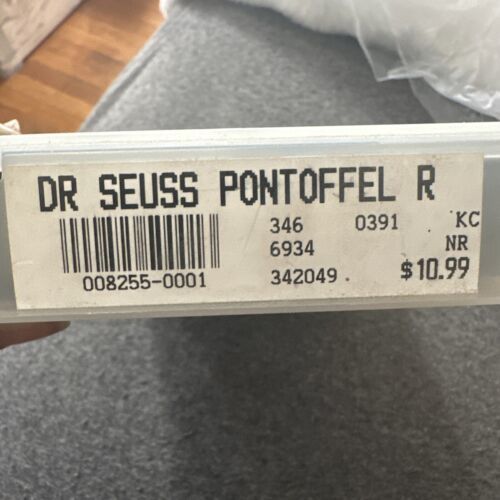 DR SEUSS PONTOFFEL R
346 0391 KC
6934 NR
008255-0001 342049. $10.99